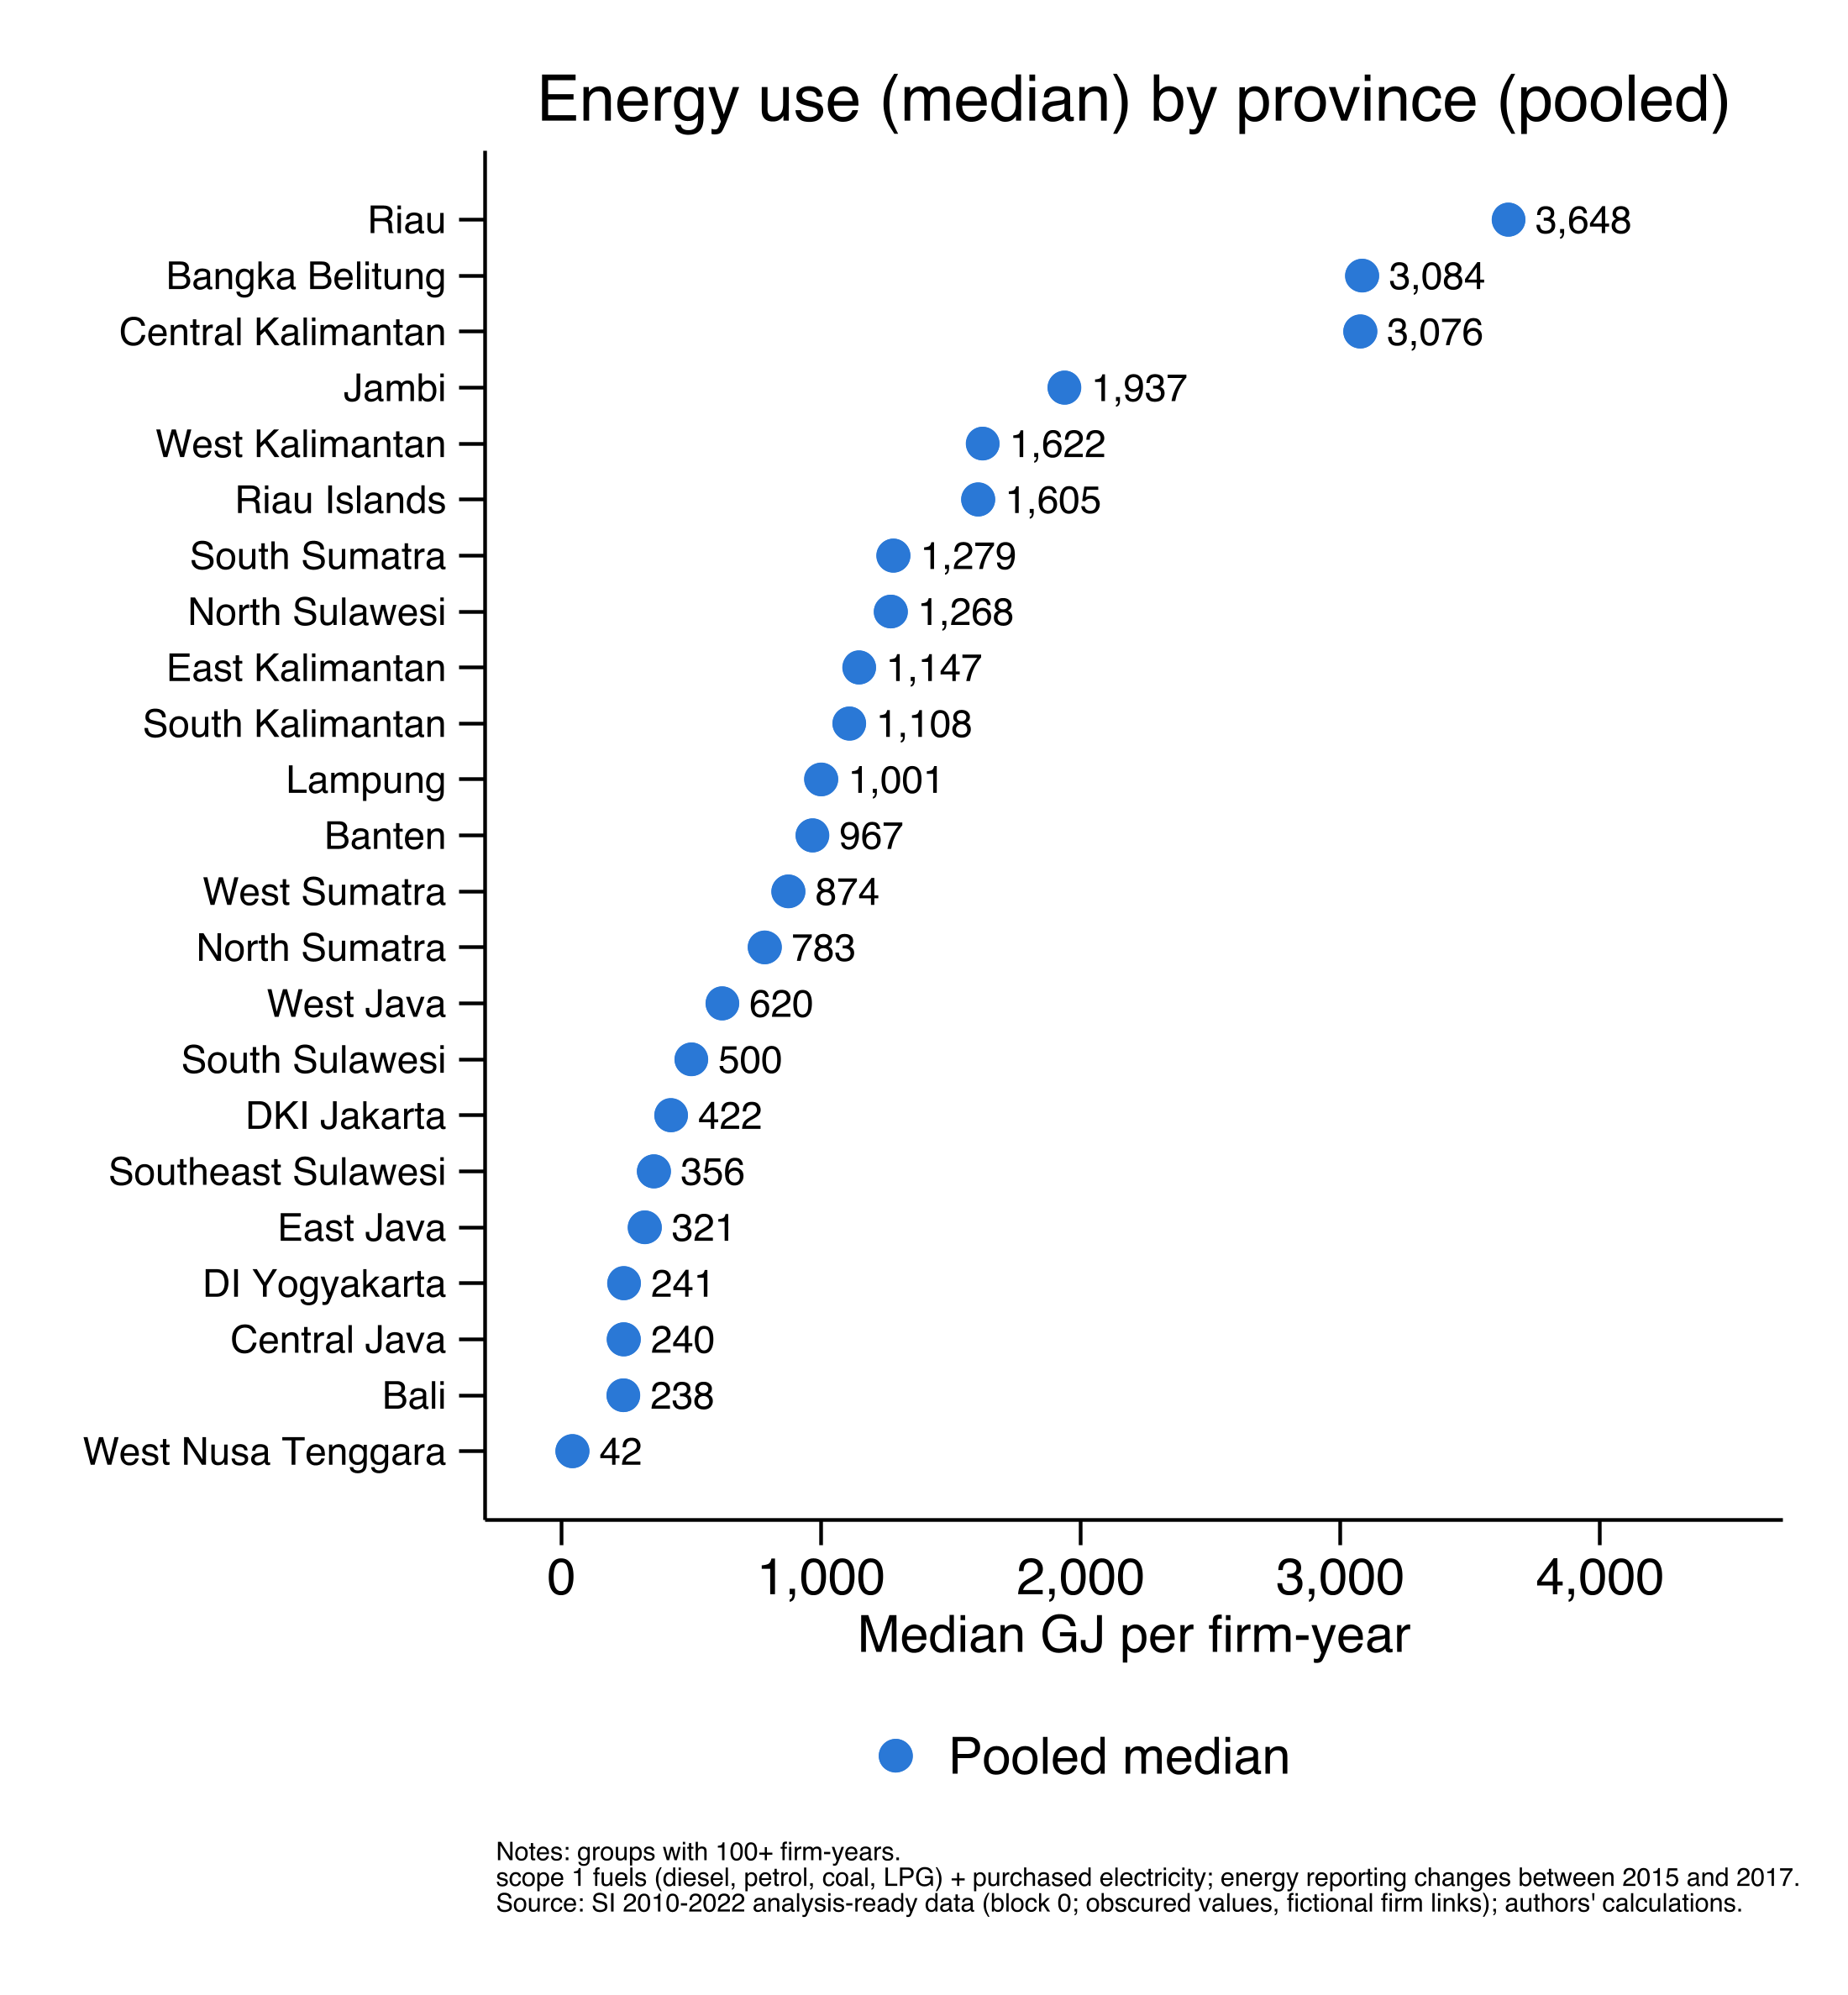 Energy use (median) by province (pooled)
Riau 3,648
Bangka Belitung 3,084
Central Kalimantan 3,076
Jambi 1,937
West Kalimantan 1,622
Riau Islands 1,605
South Sumatra 1,279
North Sulawesi 1,268
East Kalimantan 1,147
South Kalimantan 1,108
Lampung 1,001
Banten 967
West Sumatra 874
North Sumatra 783
West Java 620
South Sulawesi 500
DKI Jakarta 422
Southeast Sulawesi 356
East Java 321
DI Yogyakarta 241
Central Java 240
Bali 238
West Nusa Tenggara 42
0 1,000 2,000 3,000 4,000
Median GJ per firm-year
Pooled median
Notes: groups with 100+ firm-years.
scope 1 fuels (diesel, petrol, coal, LPG) + purchased electricity; energy reporting changes between 2015 and 2017.
Source: SI 2010-2022 analysis-ready data (block 0; obscured values, fictional firm links); authors' calculations.